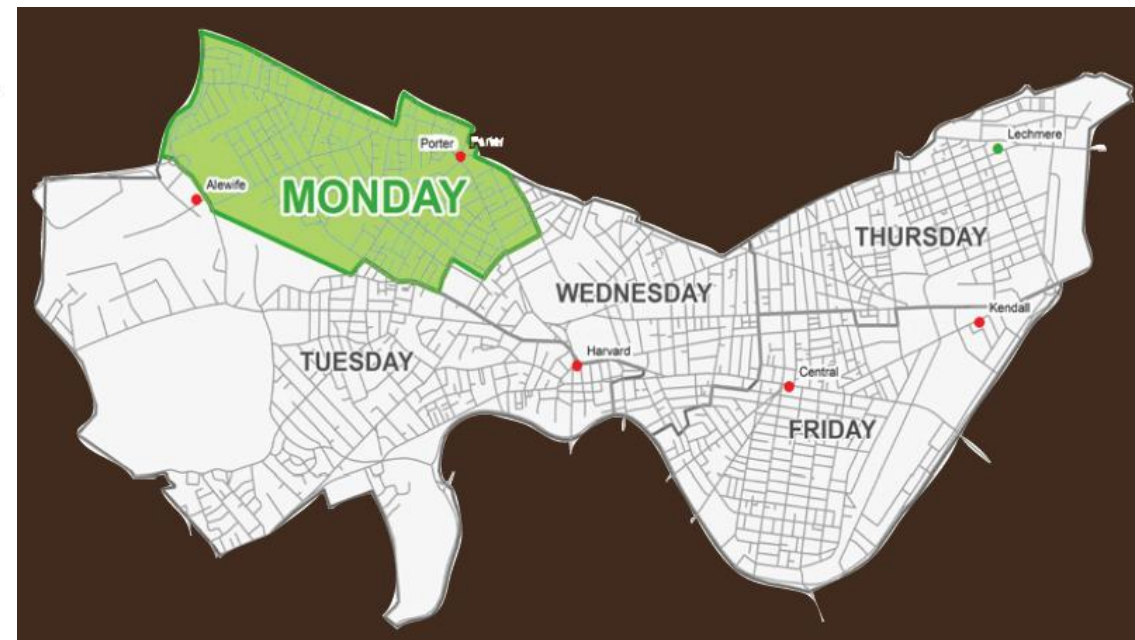 Porter
Alewife
MONDAY
Lechmere
THURSDAY
WEDNESDAY
Kendall
TUESDAY
Harvard
Central
FRIDAY